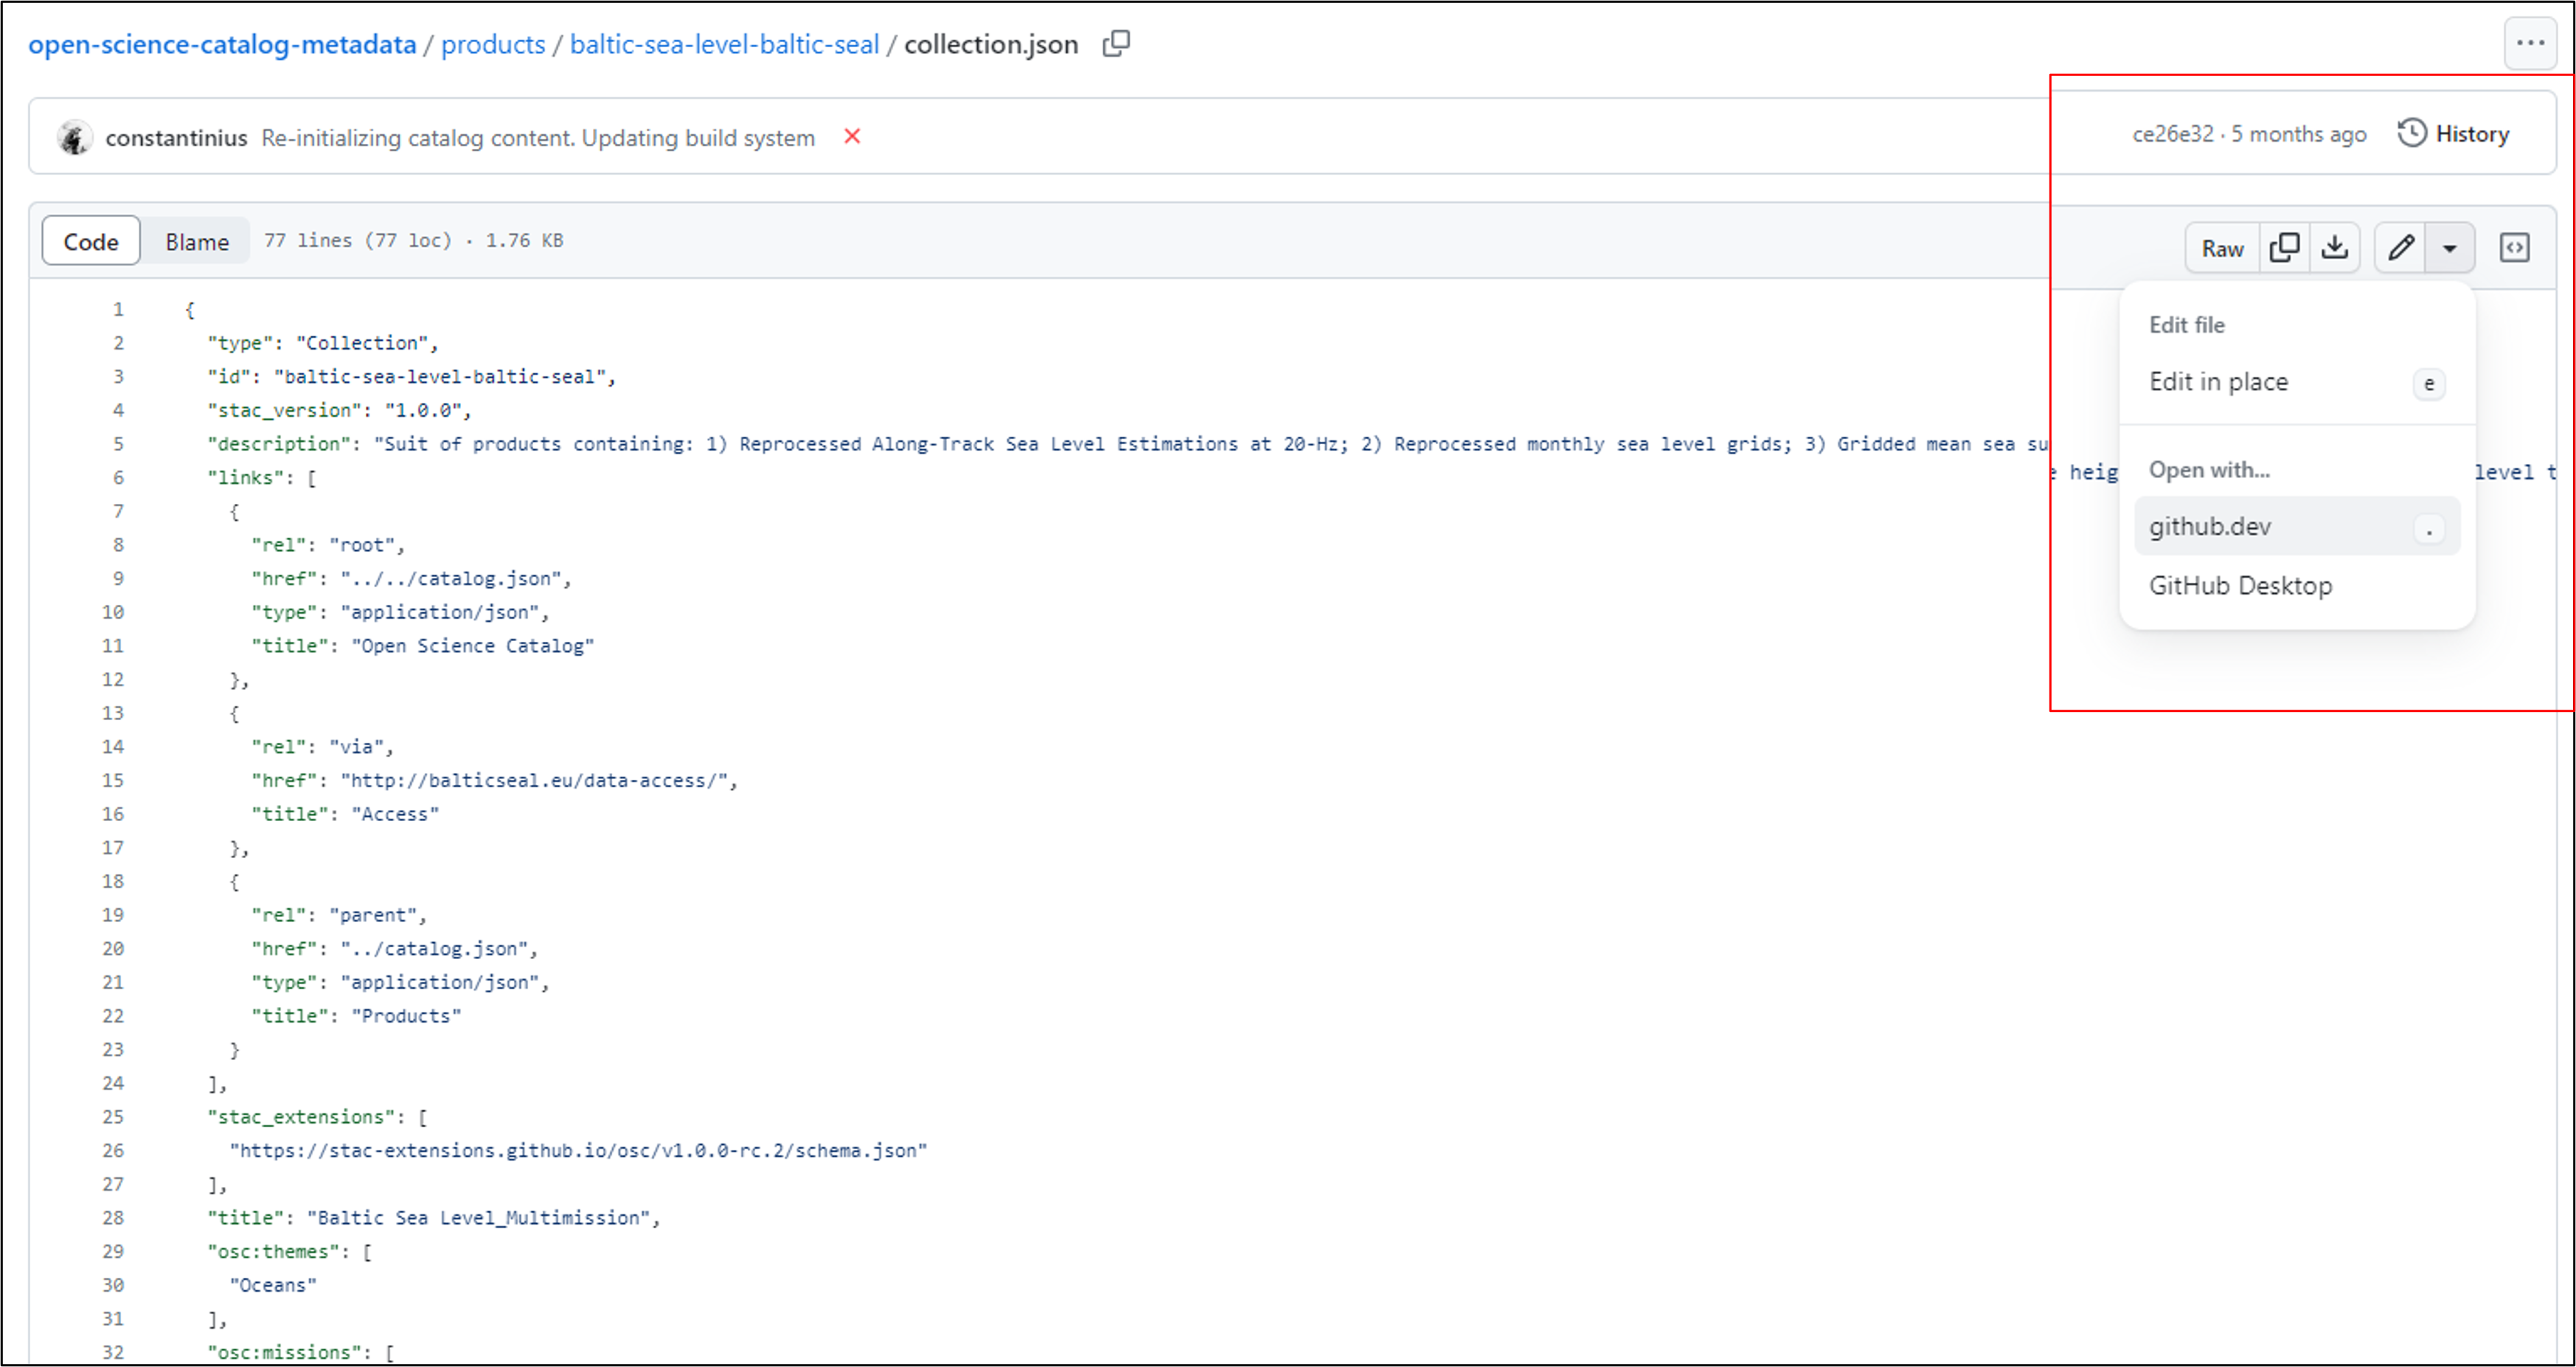 open-science-catalog-metadata / products / baltic-sea-level-baltic-seal / collection.json
constantinius Re-initializing catalog content. Updating build system
ce26e32 · 5 months ago History
Code Blame 77 lines (77 loc) · 1.76 KB
Raw
Edit file
Edit in place e
Open with...
github.dev .
GitHub Desktop
1 {
2 "type": "Collection",
3 "id": "baltic-sea-level-baltic-seal",
4 "stac_version": "1.0.0",
5 "description": "Suit of products containing: 1) Reprocessed Along-Track Sea Level Estimations at 20-Hz; 2) Reprocessed monthly sea level grids; 3) Gridded mean sea su
e heig level t
6 "links": [
7 {
8 "rel": "root",
9 "href": "../../catalog.json",
10 "type": "application/json",
11 "title": "Open Science Catalog"
12 },
13 {
14 "rel": "via",
15 "href": "http://balticseal.eu/data-access/",
16 "title": "Access"
17 },
18 {
19 "rel": "parent",
20 "href": "../catalog.json",
21 "type": "application/json",
22 "title": "Products"
23 }
24 ],
25 "stac_extensions": [
26 "https://stac-extensions.github.io/osc/v1.0.0-rc.2/schema.json"
27 ],
28 "title": "Baltic Sea Level_Multimission",
29 "osc:themes": [
30 "Oceans"
31 ],
32 "osc:missions": [